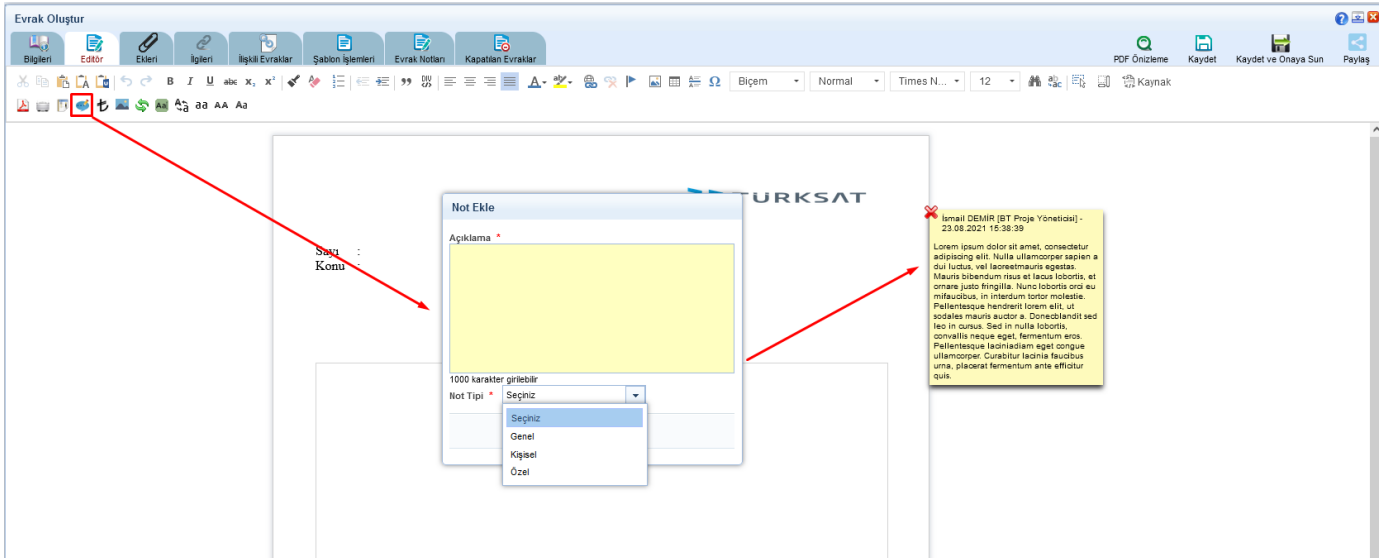 Evrak Oluştur
Bilgileri
Editör
Ekleri
İlgileri
İlişkili Evraklar
Şablon İşlemleri
Evrak Notları
Kapatılan Evraklar
PDF Önizleme
Kaydet
Kaydet ve Onaya Sun
Paylaş
B I U abc x₂ x² Biçem Normal Times N... 12 Kaynak
Aa aa AA Aa
TÜRKSAT
Sayı :
Konu :
Not Ekle
Açıklama *
1000 karakter girilebilir
Not Tipi * Seçiniz
Seçiniz
Genel
Kişisel
Özel
İsmail DEMİR [BT Proje Yöneticisi] -
23.08.2021 15:38:39
Lorem ipsum dolor sit amet, consectetur
adipiscing elit. Nulla ullamcorper sapien a
dui luctus, vel laoreetmauris egestas.
Mauris bibendum risus et lacus lobortis, et
ornare justo fringilla. Nunc lobortis orci eu
mifaucibus, in interdum tortor molestie.
Pellentesque hendrerit lorem elit, ut
sodales mauris auctor a. Donecblandit sed
leo in cursus. Sed in nulla lobortis,
convallis neque eget, fermentum eros.
Pellentesque laciniadiam eget congue
ullamcorper. Curabitur lacinia faucibus
urna, placerat fermentum ante efficitur
quis.